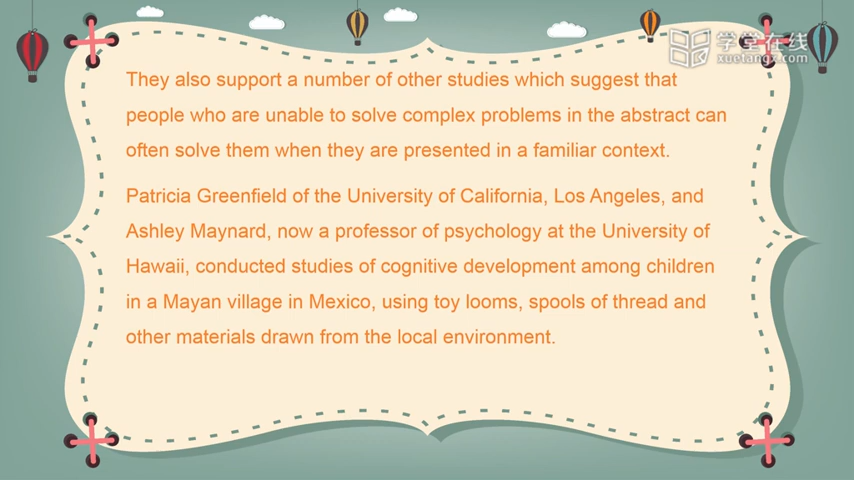 学堂在线
xuetangz.com
They also support a number of other studies which suggest that
people who are unable to solve complex problems in the abstract can
often solve them when they are presented in a familiar context.
Patricia Greenfield of the University of California, Los Angeles, and
Ashley Maynard, now a professor of psychology at the University of
Hawaii, conducted studies of cognitive development among children
in a Mayan village in Mexico, using toy looms, spools of thread and
other materials drawn from the local environment.